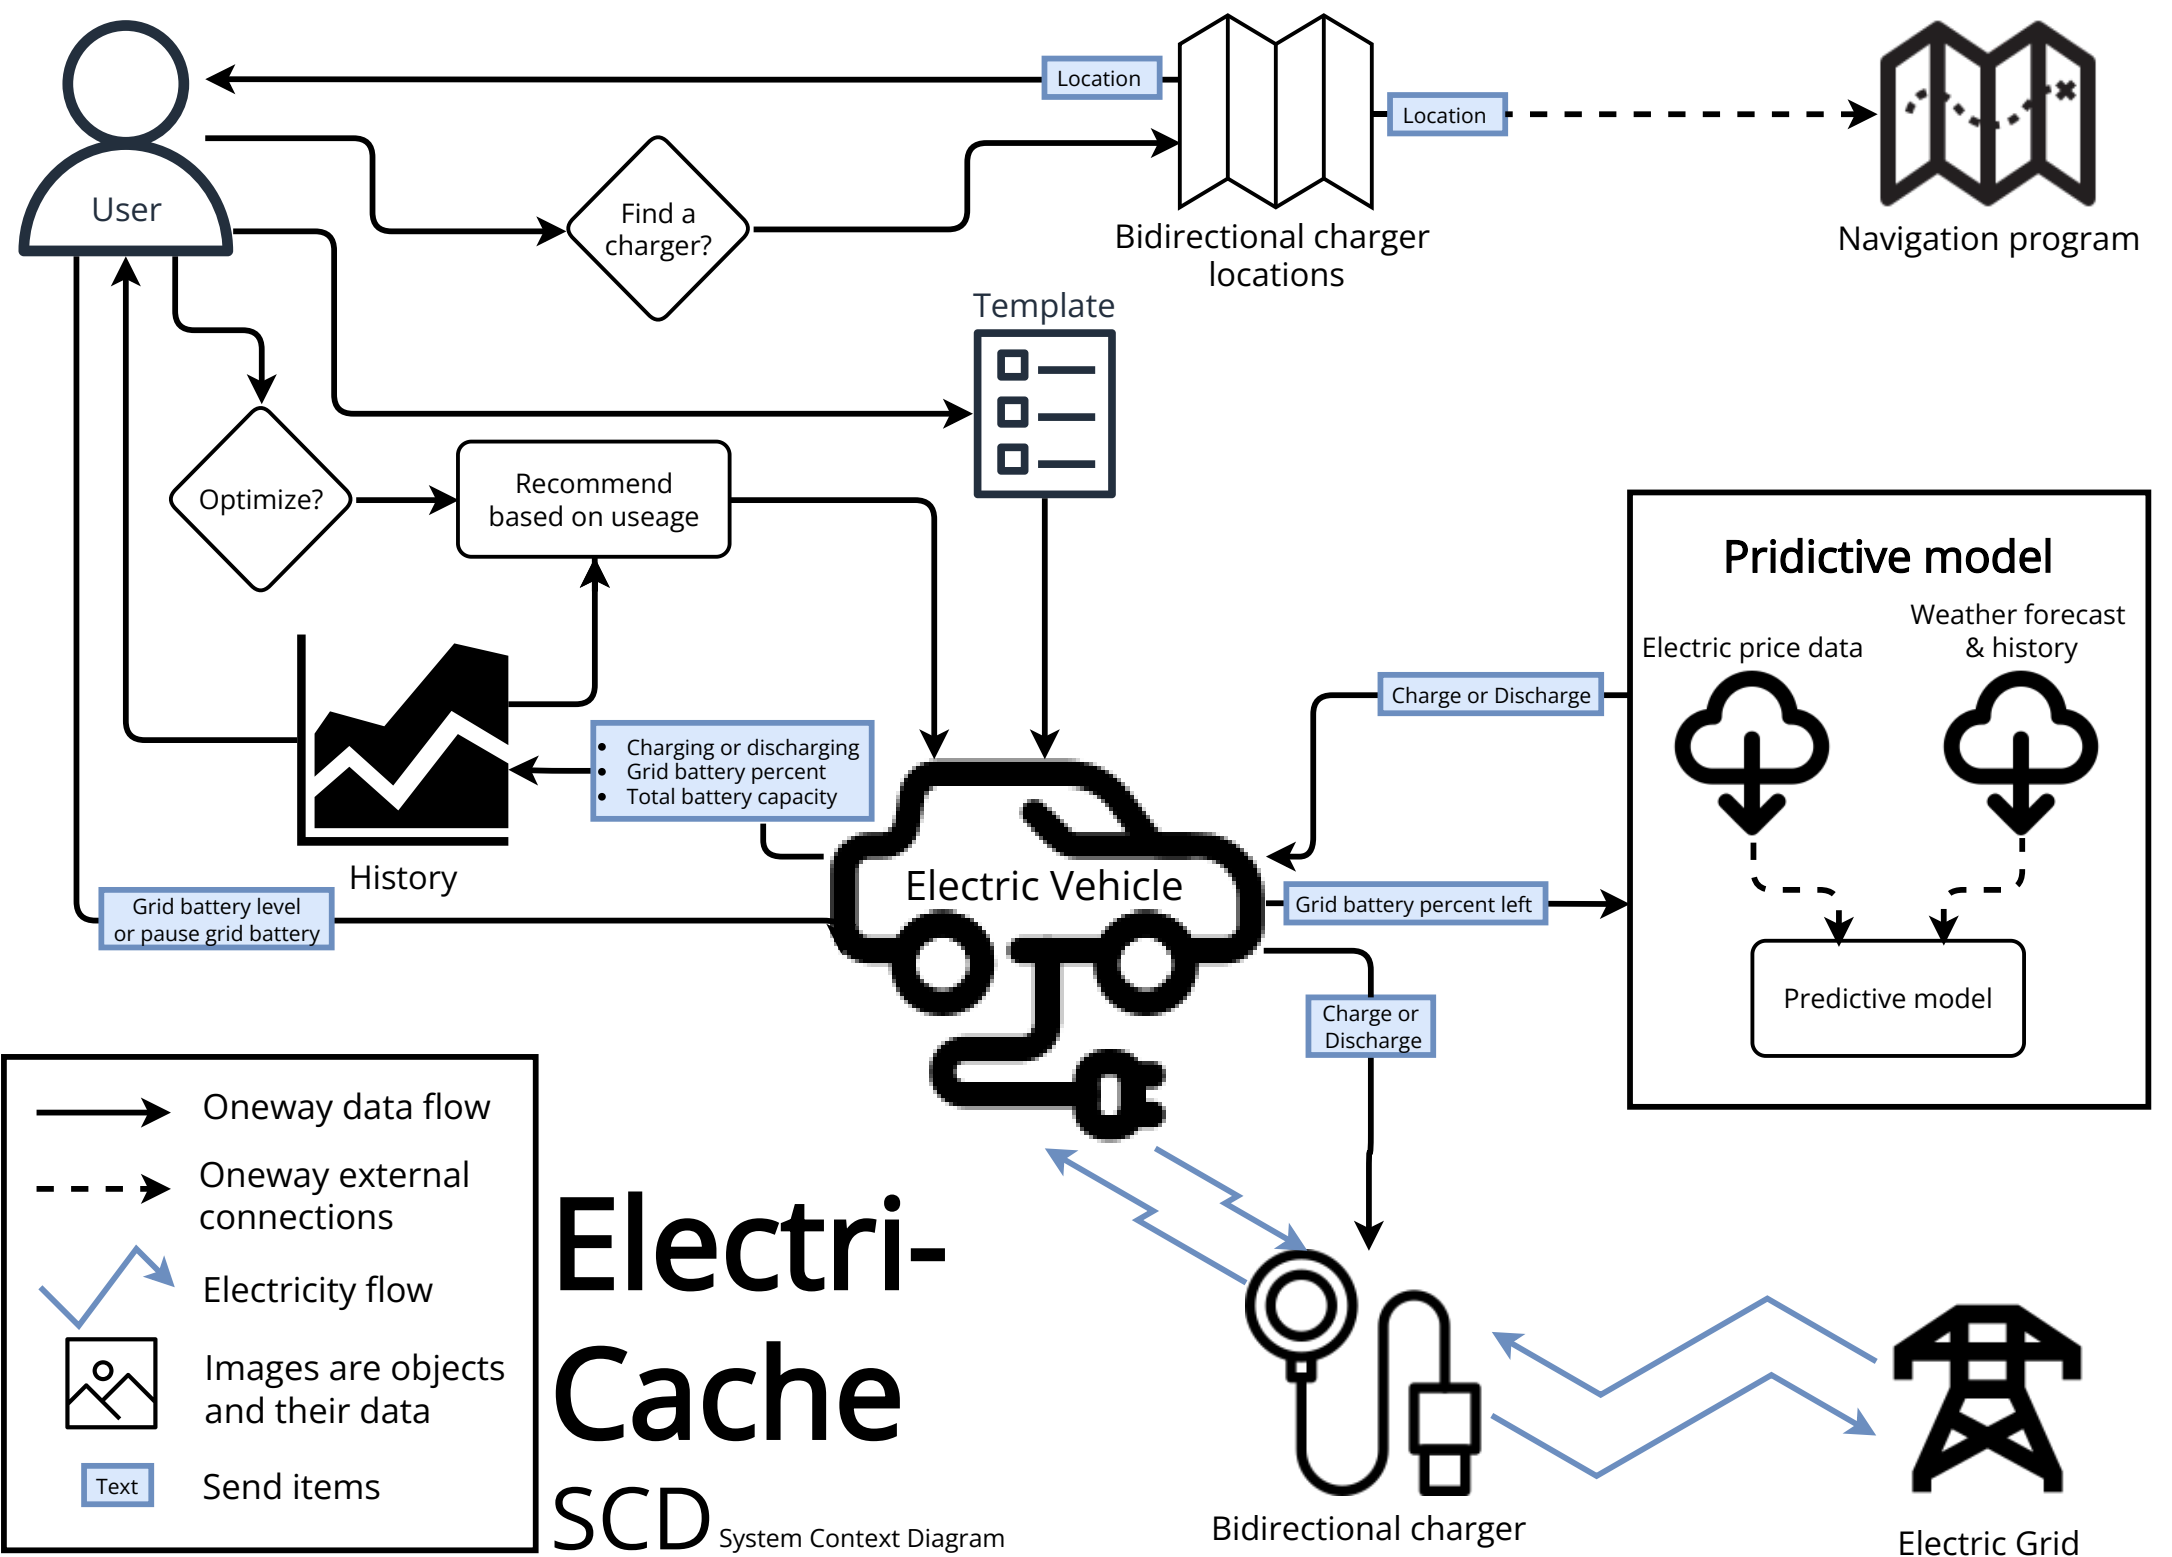 Location
Location
User
Find a
charger?
Bidirectional charger
locations
Navigation program
Template
Optimize?
Recommend
based on useage
Pridictive model
Electric price data
Weather forecast
& history
Charge or Discharge
• Charging or discharging
• Grid battery percent
• Total battery capacity
History
Electric Vehicle
Grid battery percent left
Grid battery level
or pause grid battery
Predictive model
Charge or
Discharge
Oneway data flow
Oneway external
connections
Electricity flow
Images are objects
and their data
Text
Send items
Electri-
Cache
SCD System Context Diagram
Bidirectional charger
Electric Grid